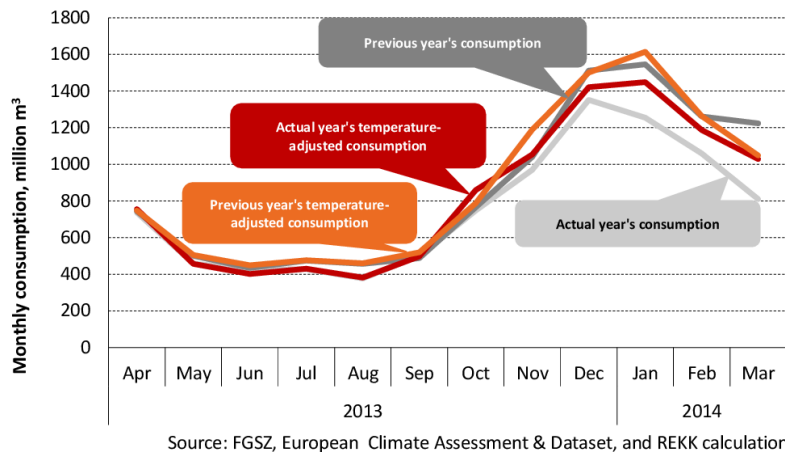 Monthly consumption, million m³
1800
1600
1400
1200
1000
800
600
400
200
0
Previous year's consumption
Actual year's temperature-
adjusted consumption
Previous year's temperature-
adjusted consumption
Actual year's consumption
Apr May Jun Jul Aug Sep Oct Nov Dec Jan Feb Mar
2013 2014
Source: FGSZ, European Climate Assessment & Dataset, and REKK calculation